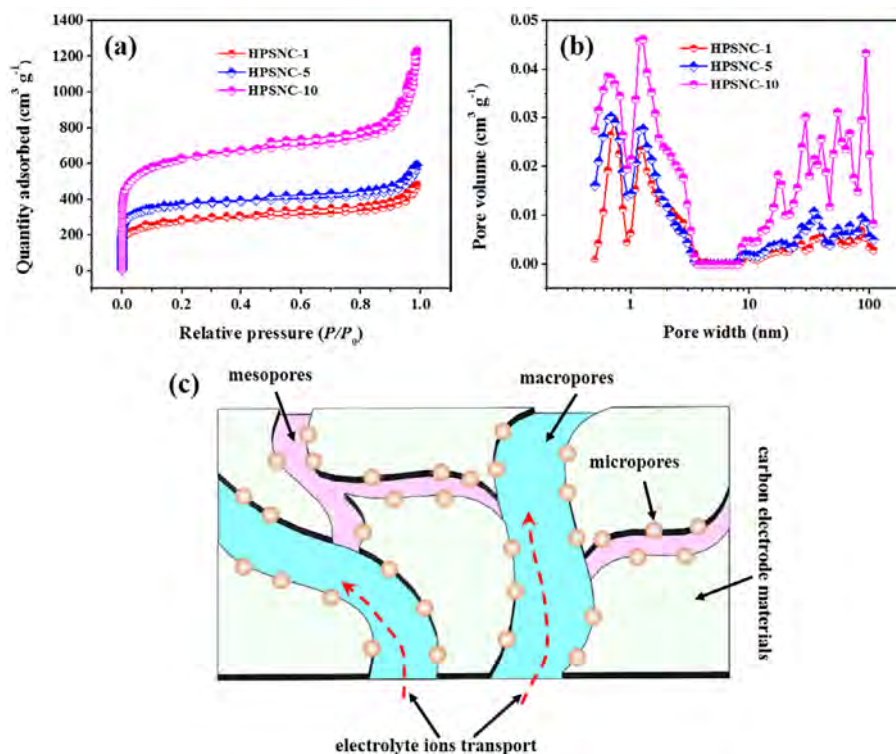 (a)
HPSNC-1
HPSNC-5
HPSNC-10
Quantity adsorbed (cm³ g⁻¹)
1400
1200
1000
800
600
400
200
0
0.0 0.2 0.4 0.6 0.8 1.0
Relative pressure (P/P₀)
(b)
HPSNC-1
HPSNC-5
HPSNC-10
Pore volume (cm³ g⁻¹)
0.05
0.04
0.03
0.02
0.01
0.00
1 10 100
Pore width (nm)
(c)
mesopores
macropores
micropores
carbon electrode materials
electrolyte ions transport